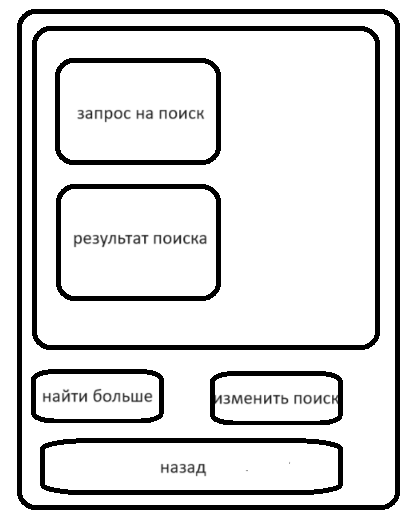 запрос на поиск
результат поиска
найти больше
изменить поиск
назад